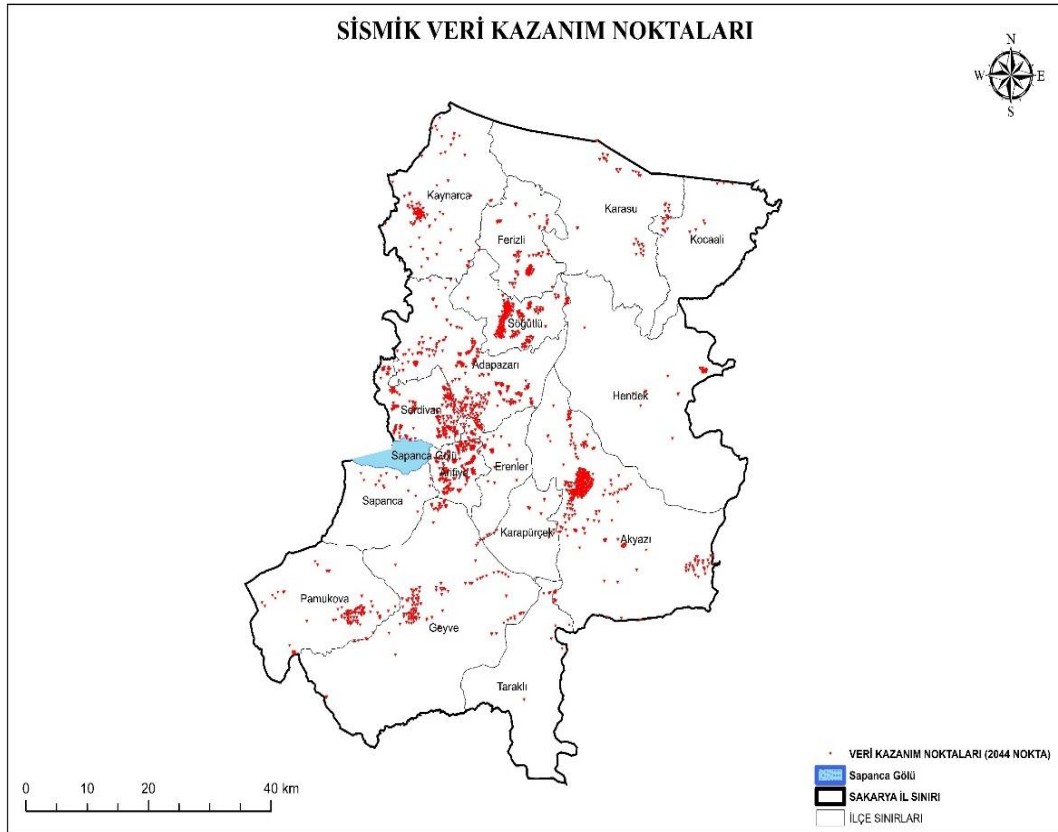 SİSMİK VERİ KAZANIM NOKTALARI
N
W E
S
Kaynarca
Karasu
Kocaali
Ferizli
Söğütlü
Adapazarı
Hendek
Serdivan
Sapanca Gölü
Arifiye
Erenler
Sapanca
Karapürçek
Akyazı
Pamukova
Geyve
Taraklı
VERİ KAZANIM NOKTALARI (2044 NOKTA)
Sapanca Gölü
SAKARYA İL SINIRI
İLÇE SINIRLARI
0 10 20 40 km